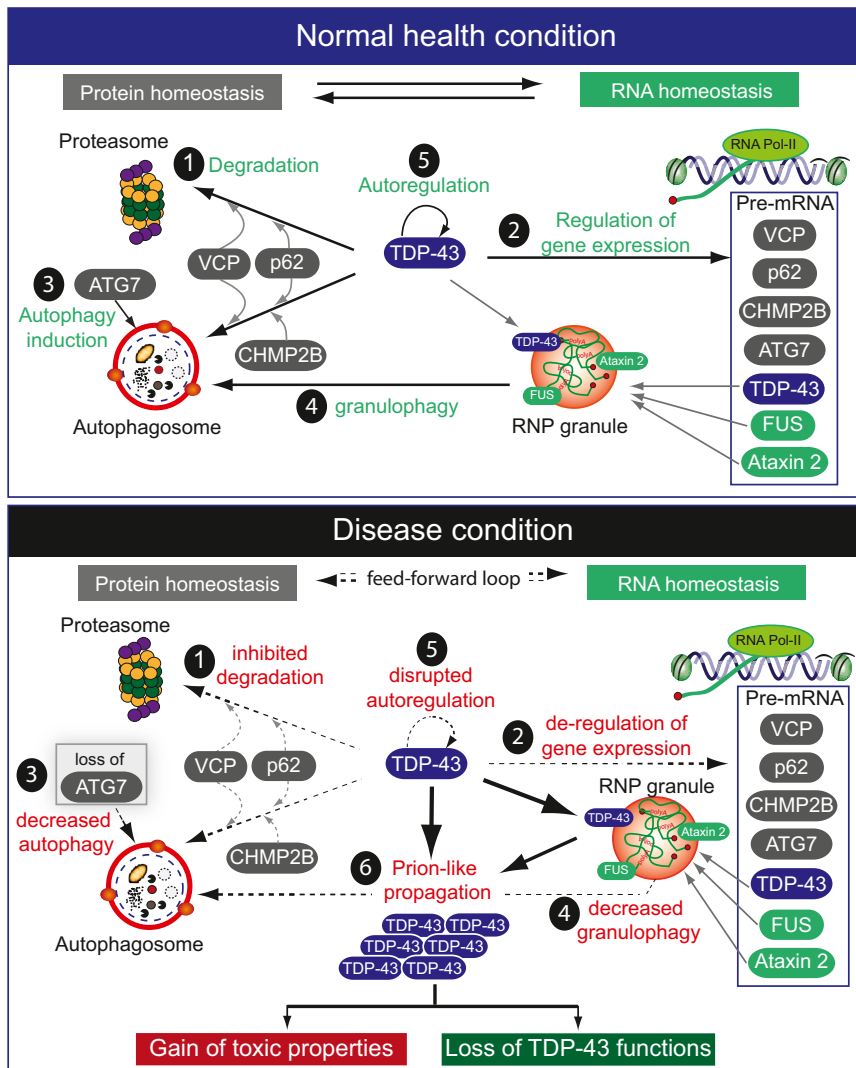 Normal health condition
Protein homeostasis
RNA homeostasis
Proteasome
1
Degradation
5
Autoregulation
TDP-43
2
Regulation of
gene expression
RNA Pol-II
Pre-mRNA
VCP
p62
CHMP2B
ATG7
TDP-43
FUS
Ataxin 2
VCP
p62
3
ATG7
Autophagy
induction
CHMP2B
Autophagosome
4
granulophagy
TDP-43
polyA
polyA
Ataxin 2
FUS
RNP granule
Disease condition
Protein homeostasis
feed-forward loop
RNA homeostasis
Proteasome
1
inhibited
degradation
5
disrupted
autoregulation
TDP-43
2
de-regulation of
gene expression
RNA Pol-II
Pre-mRNA
VCP
p62
CHMP2B
ATG7
TDP-43
FUS
Ataxin 2
VCP
p62
3
loss of
ATG7
decreased
autophagy
CHMP2B
Autophagosome
RNP granule
TDP-43
polyA
polyA
Ataxin 2
FUS
6
Prion-like
propagation
4
decreased
granulophagy
TDP-43
TDP-43
TDP-43
TDP-43
TDP-43
TDP-43
Gain of toxic properties
Loss of TDP-43 functions